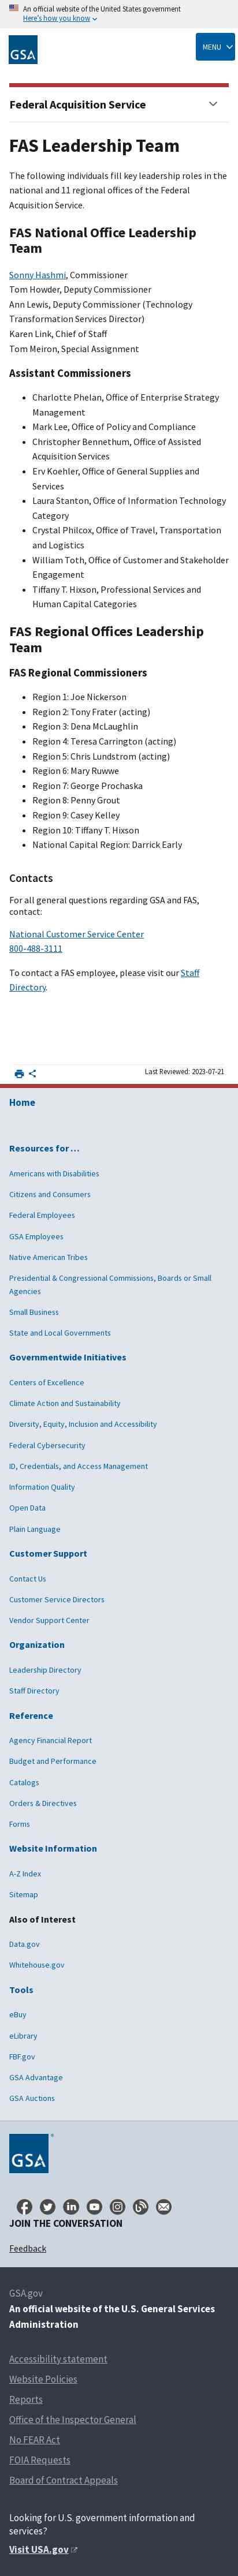 An official website of the United States government
Here's how you know
GSA
MENU
Federal Acquisition Service
FAS Leadership Team
The following individuals fill key leadership roles in the
national and 11 regional offices of the Federal
Acquisition Service.
FAS National Office Leadership
Team
Sonny Hashmi, Commissioner
Tom Howder, Deputy Commissioner
Ann Lewis, Deputy Commissioner (Technology
Transformation Services Director)
Karen Link, Chief of Staff
Tom Meiron, Special Assignment
Assistant Commissioners
Charlotte Phelan, Office of Enterprise Strategy
Management
Mark Lee, Office of Policy and Compliance
Christopher Bennethum, Office of Assisted
Acquisition Services
Erv Koehler, Office of General Supplies and
Services
Laura Stanton, Office of Information Technology
Category
Crystal Philcox, Office of Travel, Transportation
and Logistics
William Toth, Office of Customer and Stakeholder
Engagement
Tiffany T. Hixson, Professional Services and
Human Capital Categories
FAS Regional Offices Leadership
Team
FAS Regional Commissioners
Region 1: Joe Nickerson
Region 2: Tony Frater (acting)
Region 3: Dena McLaughlin
Region 4: Teresa Carrington (acting)
Region 5: Chris Lundstrom (acting)
Region 6: Mary Ruwwe
Region 7: George Prochaska
Region 8: Penny Grout
Region 9: Casey Kelley
Region 10: Tiffany T. Hixson
National Capital Region: Darrick Early
Contacts
For all general questions regarding GSA and FAS,
contact:
National Customer Service Center
800-488-3111
To contact a FAS employee, please visit our Staff
Directory.
Last Reviewed: 2023-07-21
Home
Resources for …
Americans with Disabilities
Citizens and Consumers
Federal Employees
GSA Employees
Native American Tribes
Presidential & Congressional Commissions, Boards or Small
Agencies
Small Business
State and Local Governments
Governmentwide Initiatives
Centers of Excellence
Climate Action and Sustainability
Diversity, Equity, Inclusion and Accessibility
Federal Cybersecurity
ID, Credentials, and Access Management
Information Quality
Open Data
Plain Language
Customer Support
Contact Us
Customer Service Directors
Vendor Support Center
Organization
Leadership Directory
Staff Directory
Reference
Agency Financial Report
Budget and Performance
Catalogs
Orders & Directives
Forms
Website Information
A-Z Index
Sitemap
Also of Interest
Data.gov
Whitehouse.gov
Tools
eBuy
eLibrary
FBF.gov
GSA Advantage
GSA Auctions
GSA
JOIN THE CONVERSATION
Feedback
GSA.gov
An official website of the U.S. General Services
Administration
Accessibility statement
Website Policies
Reports
Office of the Inspector General
No FEAR Act
FOIA Requests
Board of Contract Appeals
Looking for U.S. government information and
services?
Visit USA.gov